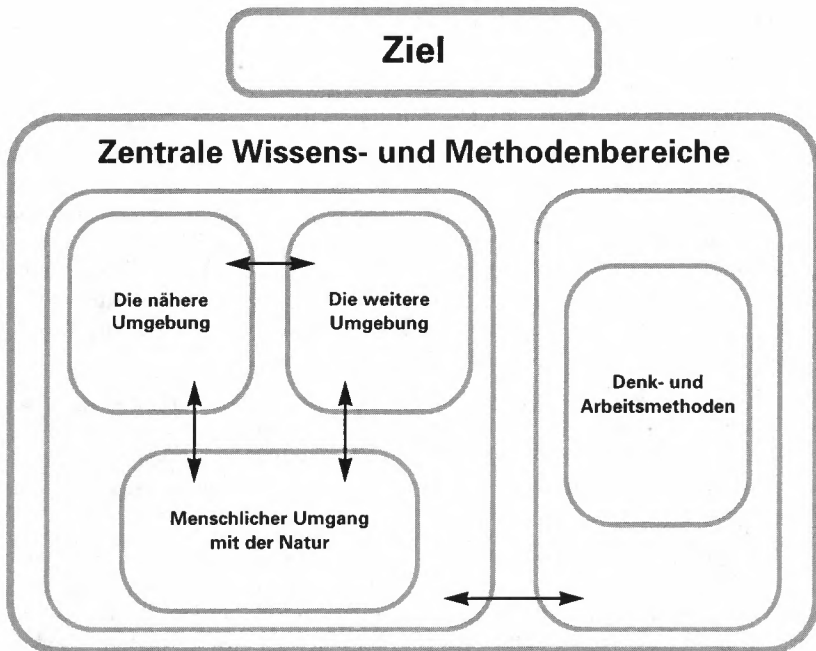 Ziel
Zentrale Wissens- und Methodenbereiche
Die nähere
Umgebung
Die weitere
Umgebung
Denk- und
Arbeitsmethoden
Menschlicher Umgang
mit der Natur